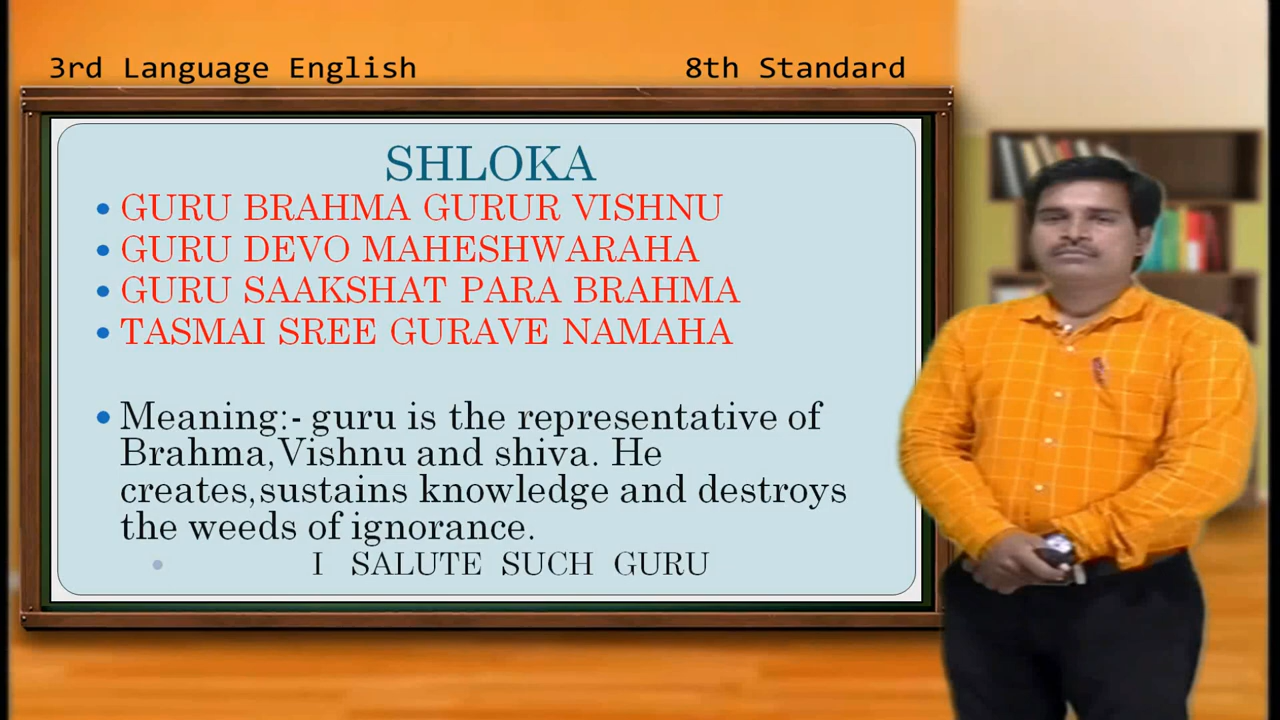 3rd Language English 8th Standard
SHLOKA
• GURU BRAHMA GURUR VISHNU
• GURU DEVO MAHESHWARAHA
• GURU SAAKSHAT PARA BRAHMA
• TASMAI SREE GURAVE NAMAHA
• Meaning:- guru is the representative of
Brahma,Vishnu and shiva. He
creates,sustains knowledge and destroys
the weeds of ignorance.
• I SALUTE SUCH GURU